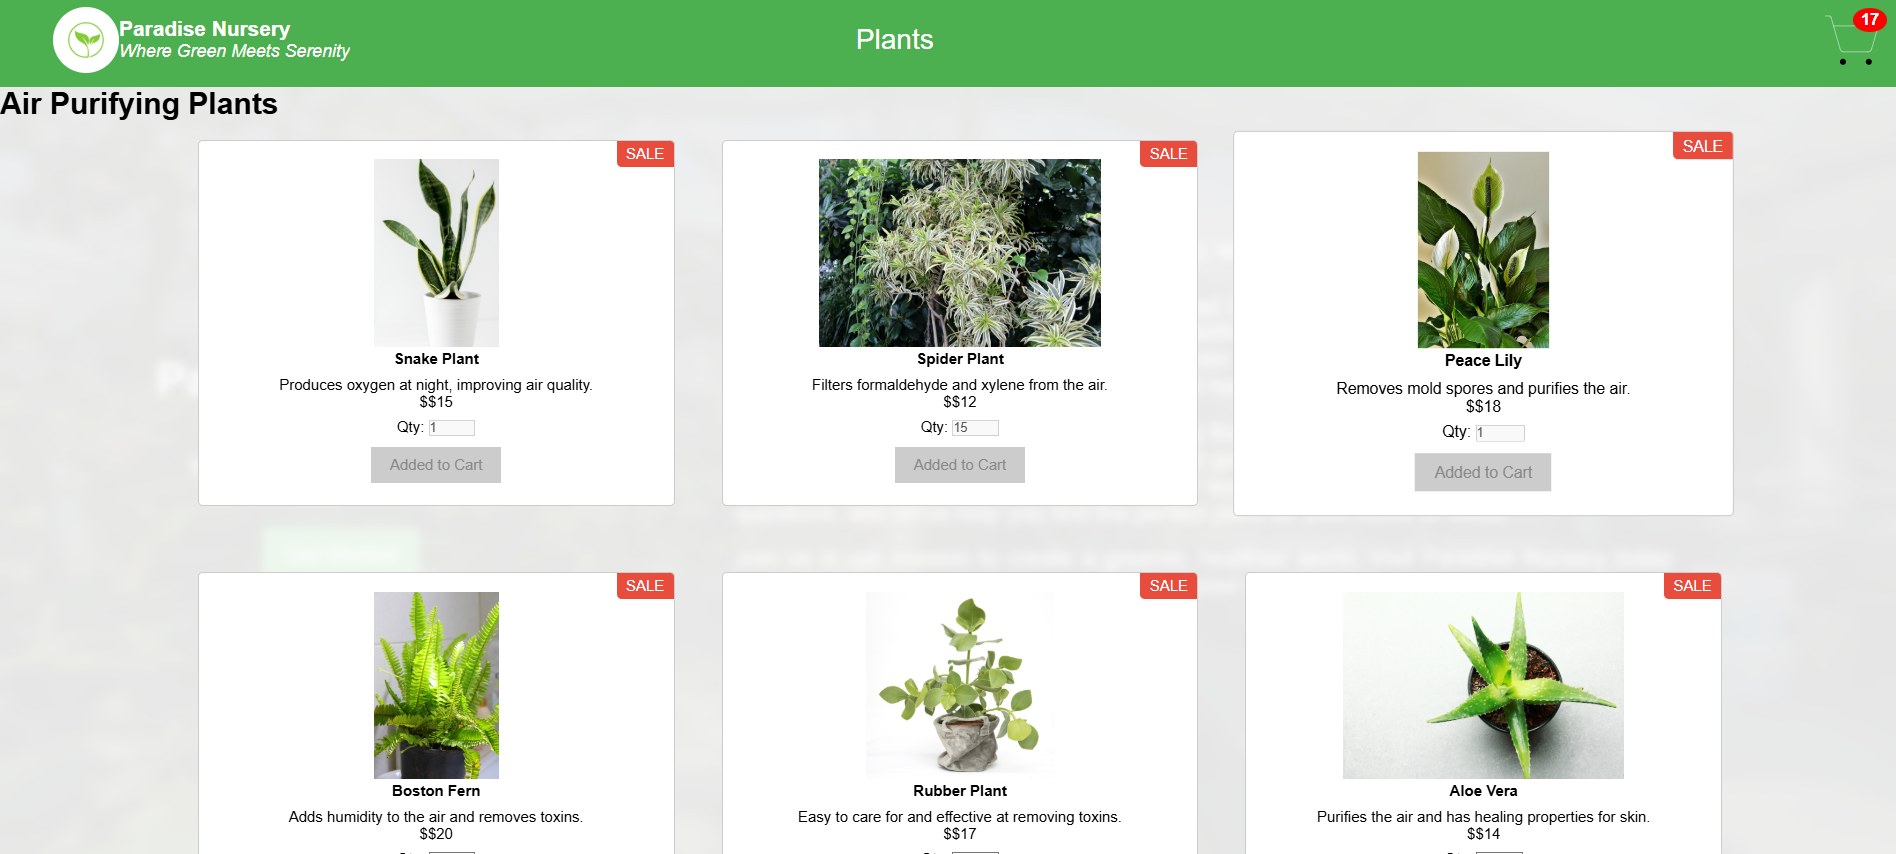 Paradise Nursery
Where Green Meets Serenity
Plants
17
Air Purifying Plants
SALE
Snake Plant
Produces oxygen at night, improving air quality.
$$15
Qty: 1
Added to Cart
SALE
Spider Plant
Filters formaldehyde and xylene from the air.
$$12
Qty: 15
Added to Cart
SALE
Peace Lily
Removes mold spores and purifies the air.
$$18
Qty: 1
Added to Cart
SALE
Boston Fern
Adds humidity to the air and removes toxins.
$$20
SALE
Rubber Plant
Easy to care for and effective at removing toxins.
$$17
SALE
Aloe Vera
Purifies the air and has healing properties for skin.
$$14